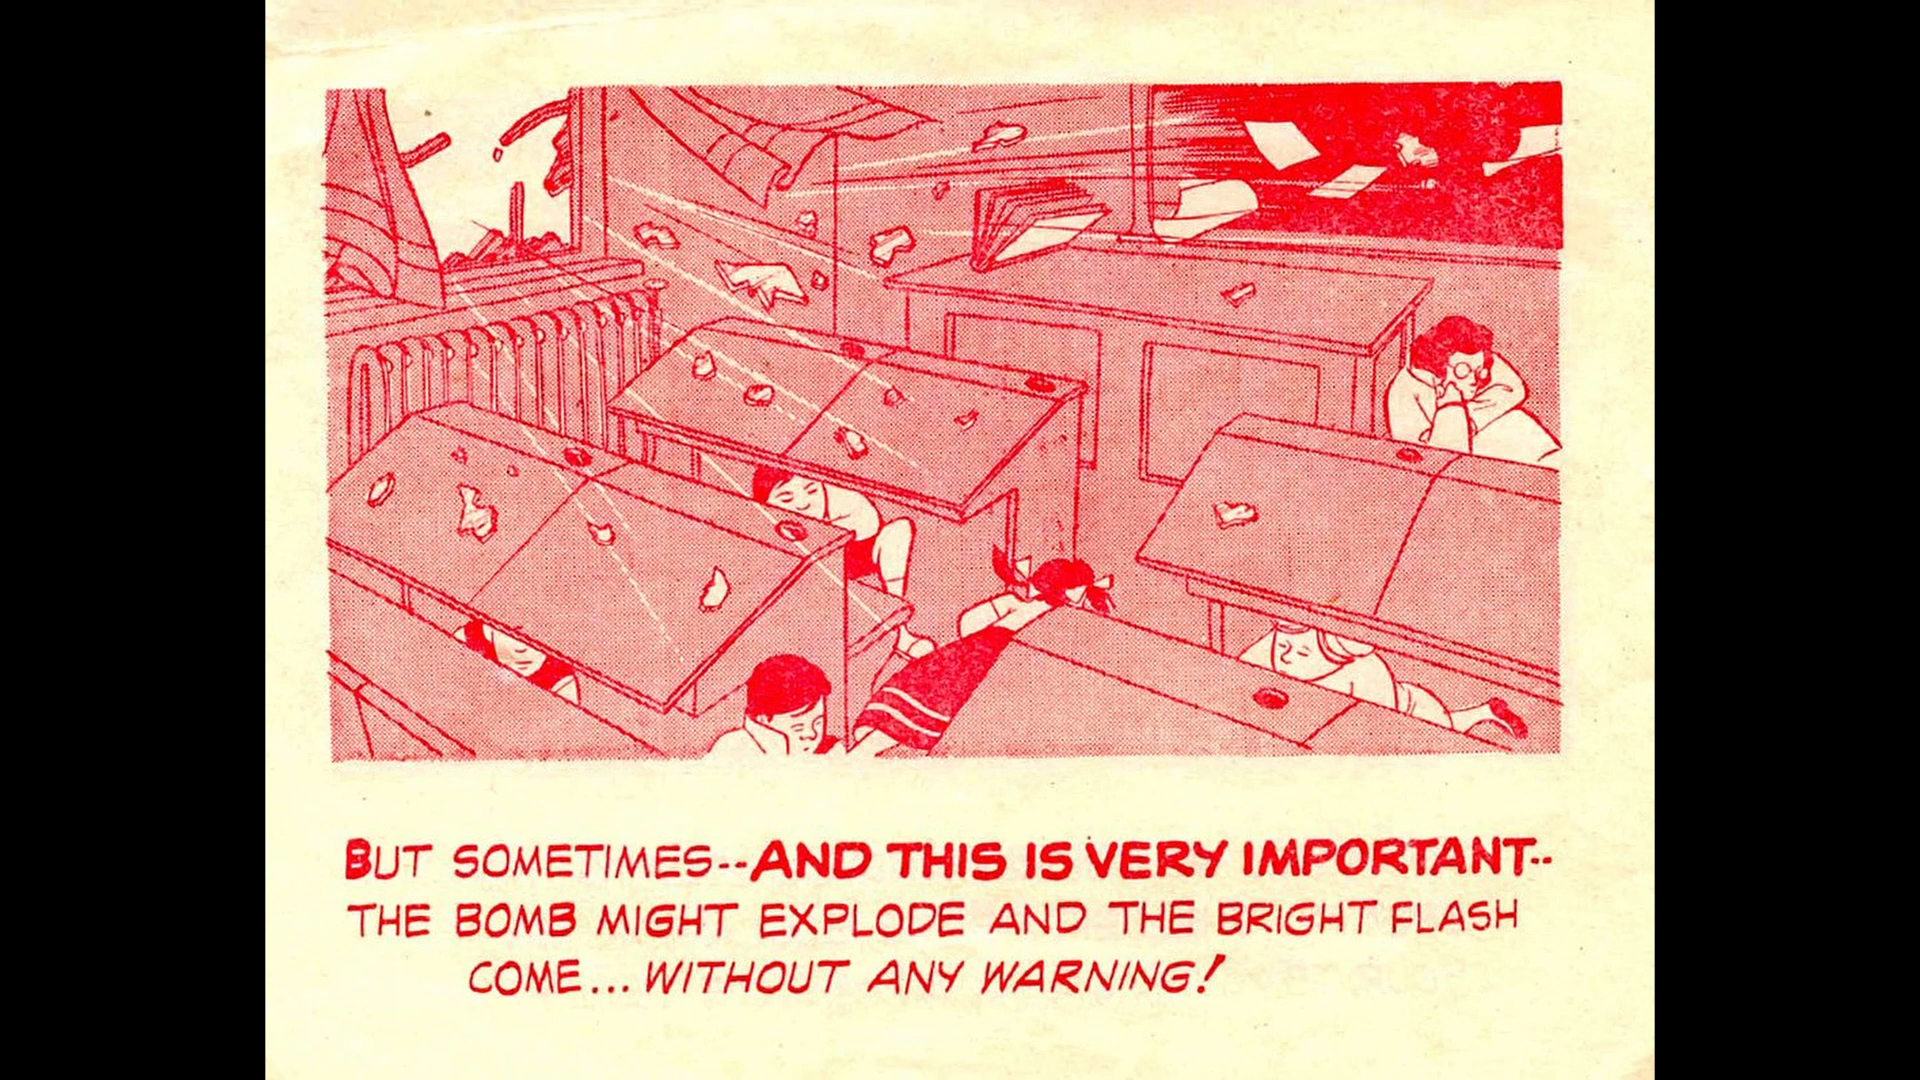 BUT SOMETIMES--AND THIS IS VERY IMPORTANT--
THE BOMB MIGHT EXPLODE AND THE BRIGHT FLASH
COME...WITHOUT ANY WARNING!